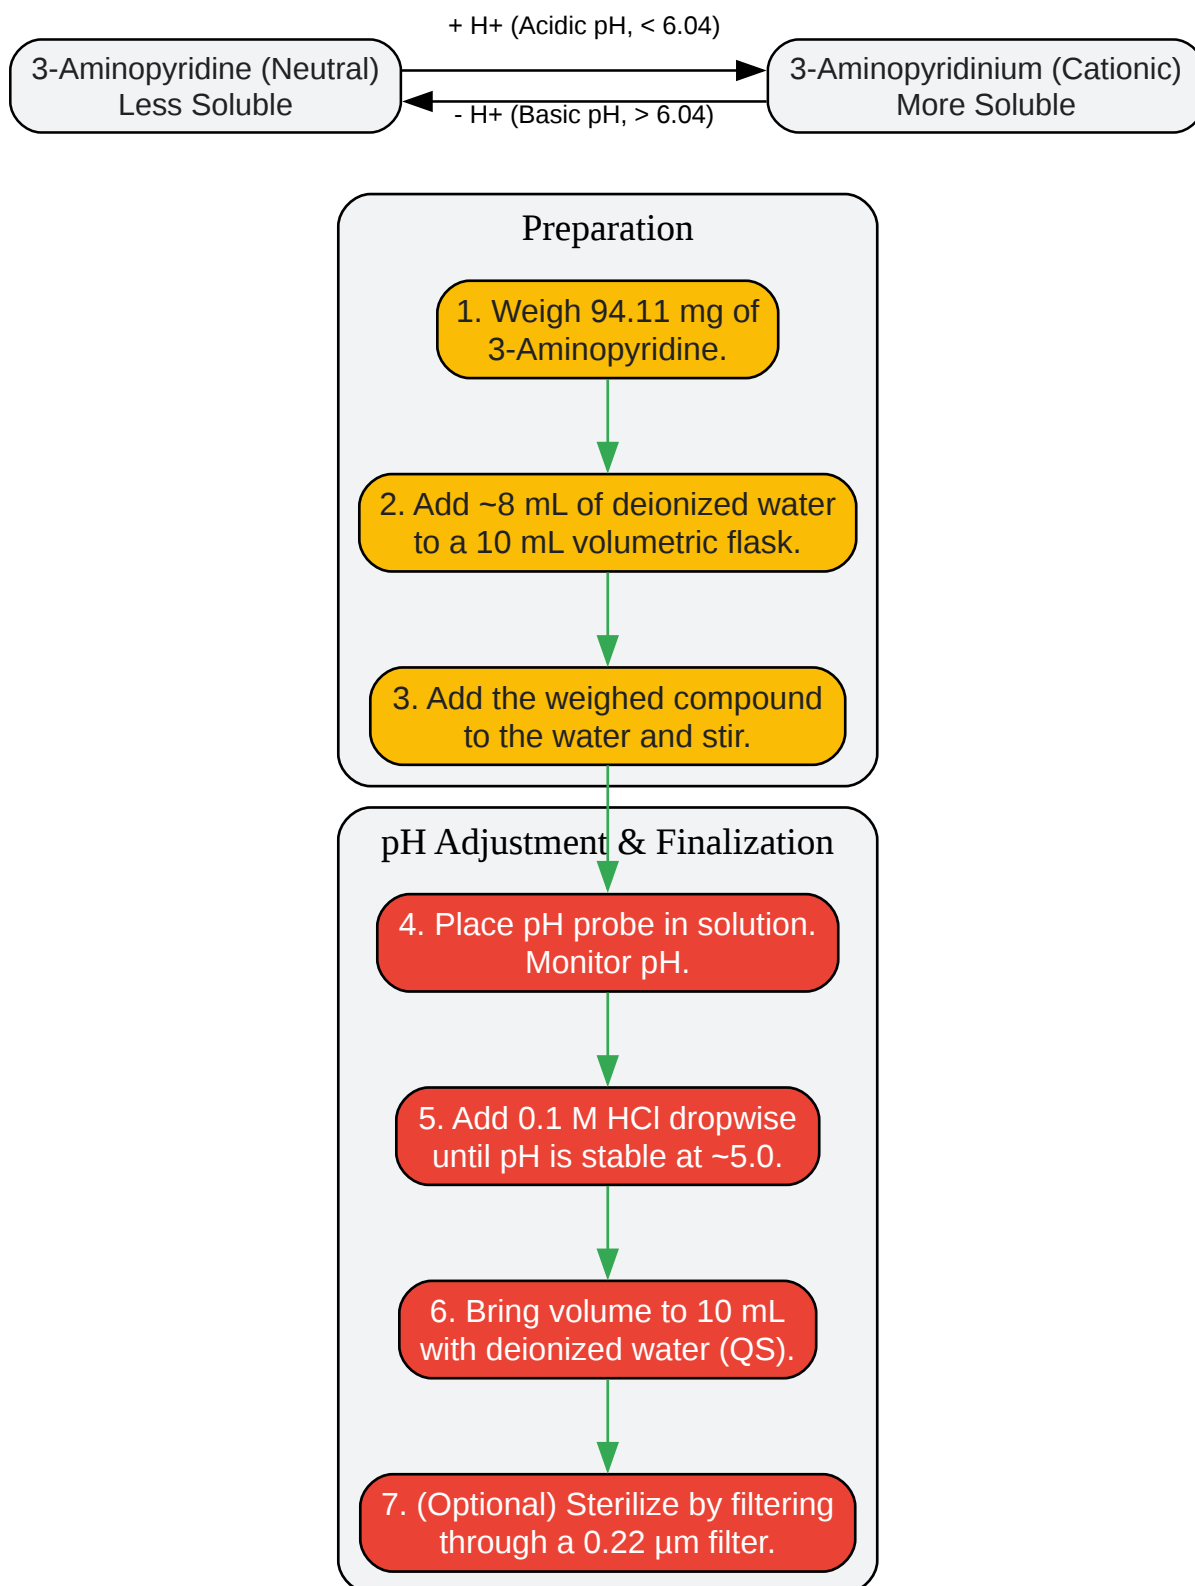 + H+ (Acidic pH, < 6.04)
3-Aminopyridine (Neutral)
Less Soluble
3-Aminopyridinium (Cationic)
More Soluble
- H+ (Basic pH, > 6.04)
Preparation
1. Weigh 94.11 mg of
3-Aminopyridine.
2. Add ~8 mL of deionized water
to a 10 mL volumetric flask.
3. Add the weighed compound
to the water and stir.
pH Adjustment & Finalization
4. Place pH probe in solution.
Monitor pH.
5. Add 0.1 M HCl dropwise
until pH is stable at ~5.0.
6. Bring volume to 10 mL
with deionized water (QS).
7. (Optional) Sterilize by filtering
through a 0.22 µm filter.